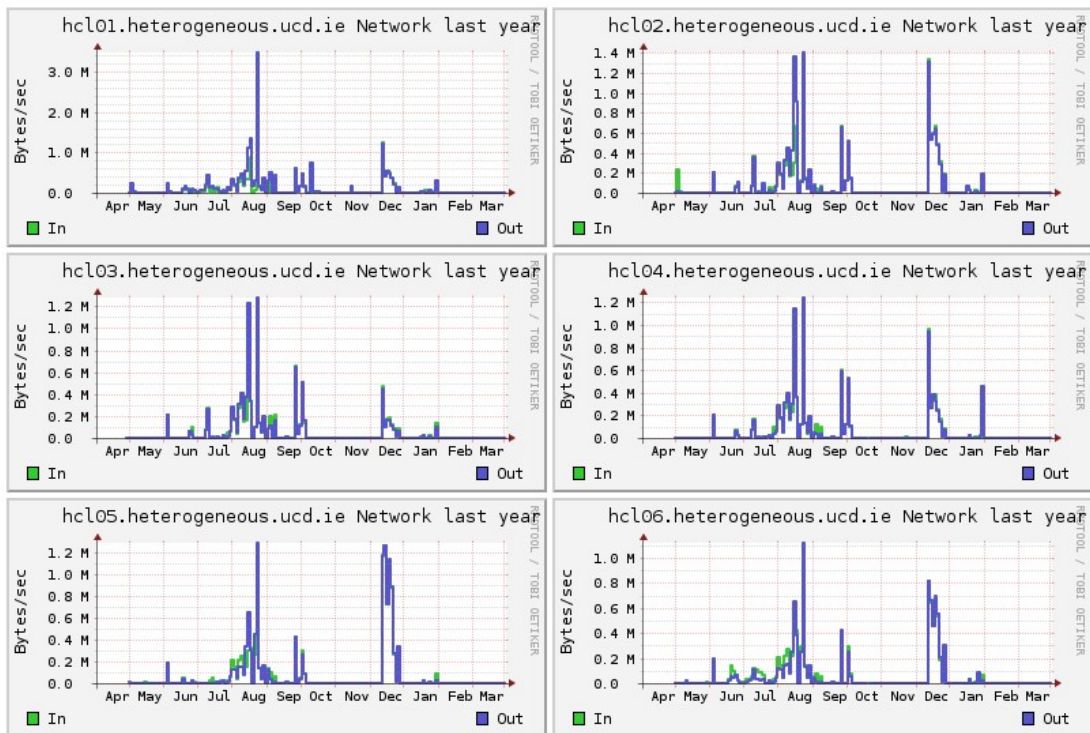 hcl01.heterogeneous.ucd.ie Network last year
RRDTOOL / TOBI OETIKER
Bytes/sec
3.0 M
2.0 M
1.0 M
0.0
Apr May Jun Jul Aug Sep Oct Nov Dec Jan Feb Mar
In Out
hcl02.heterogeneous.ucd.ie Network last year
RRDTOOL / TOBI OETIKER
Bytes/sec
1.4 M
1.2 M
1.0 M
0.8 M
0.6 M
0.4 M
0.2 M
0.0
Apr May Jun Jul Aug Sep Oct Nov Dec Jan Feb Mar
In Out
hcl03.heterogeneous.ucd.ie Network last year
RRDTOOL / TOBI OETIKER
Bytes/sec
1.2 M
1.0 M
0.8 M
0.6 M
0.4 M
0.2 M
0.0
Apr May Jun Jul Aug Sep Oct Nov Dec Jan Feb Mar
In Out
hcl04.heterogeneous.ucd.ie Network last year
RRDTOOL / TOBI OETIKER
Bytes/sec
1.2 M
1.0 M
0.8 M
0.6 M
0.4 M
0.2 M
0.0
Apr May Jun Jul Aug Sep Oct Nov Dec Jan Feb Mar
In Out
hcl05.heterogeneous.ucd.ie Network last year
RRDTOOL / TOBI OETIKER
Bytes/sec
1.2 M
1.0 M
0.8 M
0.6 M
0.4 M
0.2 M
0.0
Apr May Jun Jul Aug Sep Oct Nov Dec Jan Feb Mar
In Out
hcl06.heterogeneous.ucd.ie Network last year
RRDTOOL / TOBI OETIKER
Bytes/sec
1.0 M
0.8 M
0.6 M
0.4 M
0.2 M
0.0
Apr May Jun Jul Aug Sep Oct Nov Dec Jan Feb Mar
In Out